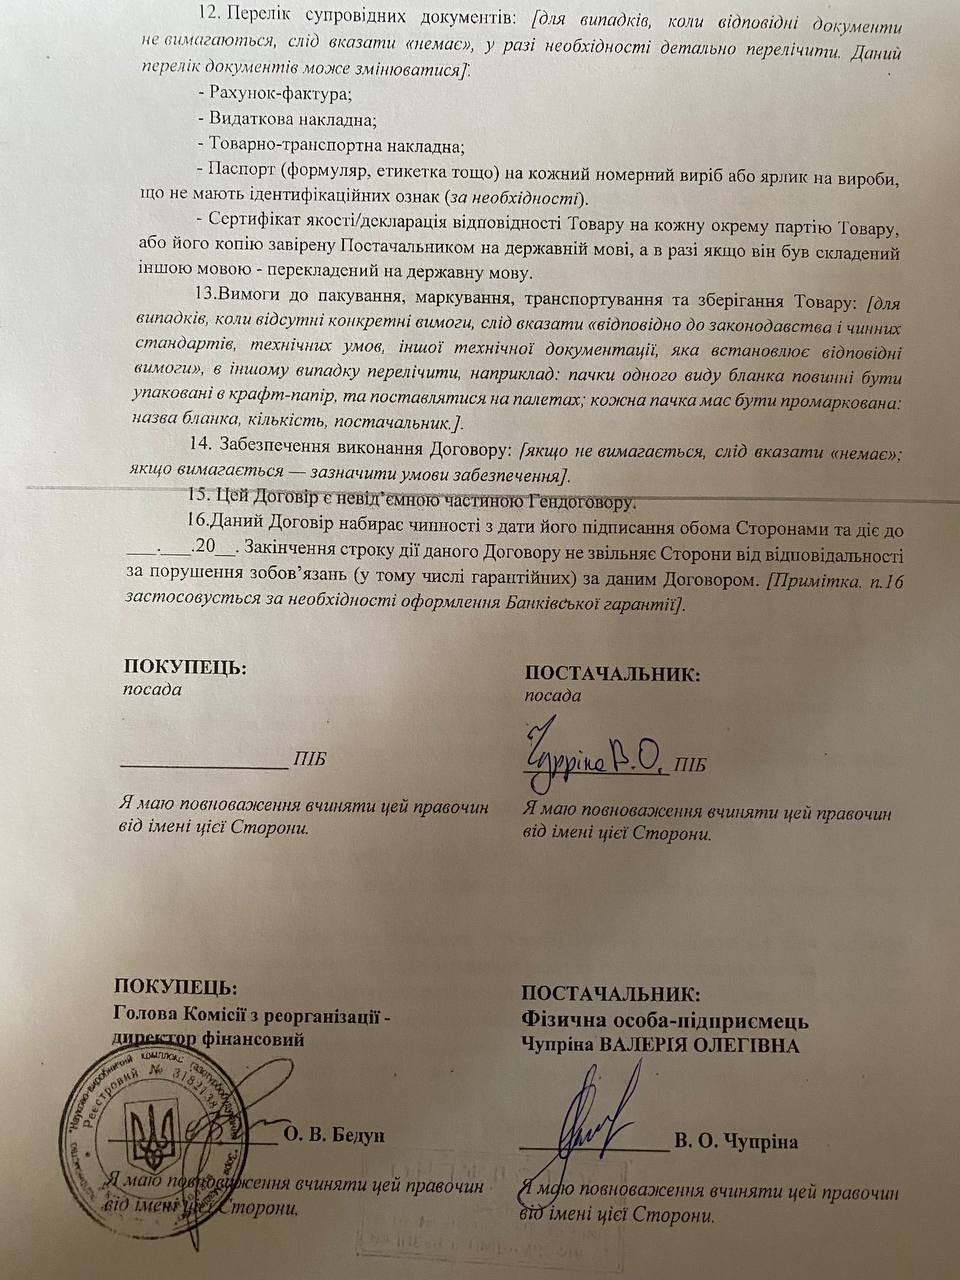 12. Перелік супровідних документів: [для випадків, коли відповідні документи
не вимагаються, слід вказати «немає», у разі необхідності детально перелічити. Даний
перелік документів може змінюватися]:
- Рахунок-фактура;
- Видаткова накладна;
- Товарно-транспортна накладна;
- Паспорт (формуляр, етикетка тощо) на кожний номерний виріб або ярлик на вироби,
що не мають ідентифікаційних ознак (за необхідності).
- Сертифікат якості/декларація відповідності Товару на кожну окрему партію Товару,
або його копію завірену Постачальником на державній мові, а в разі якщо він був складений
іншою мовою - перекладений на державну мову.
13.Вимоги до пакування, маркування, транспортування та зберігання Товару: [для
випадків, коли відсутні конкретні вимоги, слід вказати «відповідно до законодавства і чинних
стандартів, технічних умов, іншої технічної документації, яка встановлює відповідні
вимоги», в іншому випадку перелічити, наприклад: пачки одного виду бланка повинні бути
упаковані в крафт-папір, та поставлятися на палетах; кожна пачка має бути промаркована:
назва бланка, кількість, постачальник.].
14. Забезпечення виконання Договору: [якщо не вимагається, слід вказати «немає»;
якщо вимагається — зазначити умови забезпечення].
15. Цей Договір є невід’ємною частиною Гендоговору.
16.Даний Договір набирає чинності з дати його підписання обома Сторонами та діє до
___.____.20__. Закінчення строку дії даного Договору не звільняє Сторони від відповідальності
за порушення зобов’язань (у тому числі гарантійних) за даним Договором. [Примітка. п.16
застосовується за необхідності оформлення Банківської гарантії].
ПОКУПЕЦЬ:
посада
_________________ ПІБ
Я маю повноваження вчиняти цей правочин
від імені цієї Сторони.
ПОСТАЧАЛЬНИК:
посада
Чупріна В.О. ПІБ
Я маю повноваження вчиняти цей правочин
від імені цієї Сторони.
ПОКУПЕЦЬ:
Голова Комісії з реорганізації -
директор фінансовий
О. В. Бедун
Я маю повноваження вчиняти цей правочин
від імені цієї Сторони.
Науково-виробничий комплекс газотурбобудування
Реєстровий №
ПОСТАЧАЛЬНИК:
Фізична особа-підприємець
Чупріна ВАЛЕРІЯ ОЛЕГІВНА
_______________ В. О. Чупріна
Я маю повноваження вчиняти цей правочин
від імені цієї Сторони.